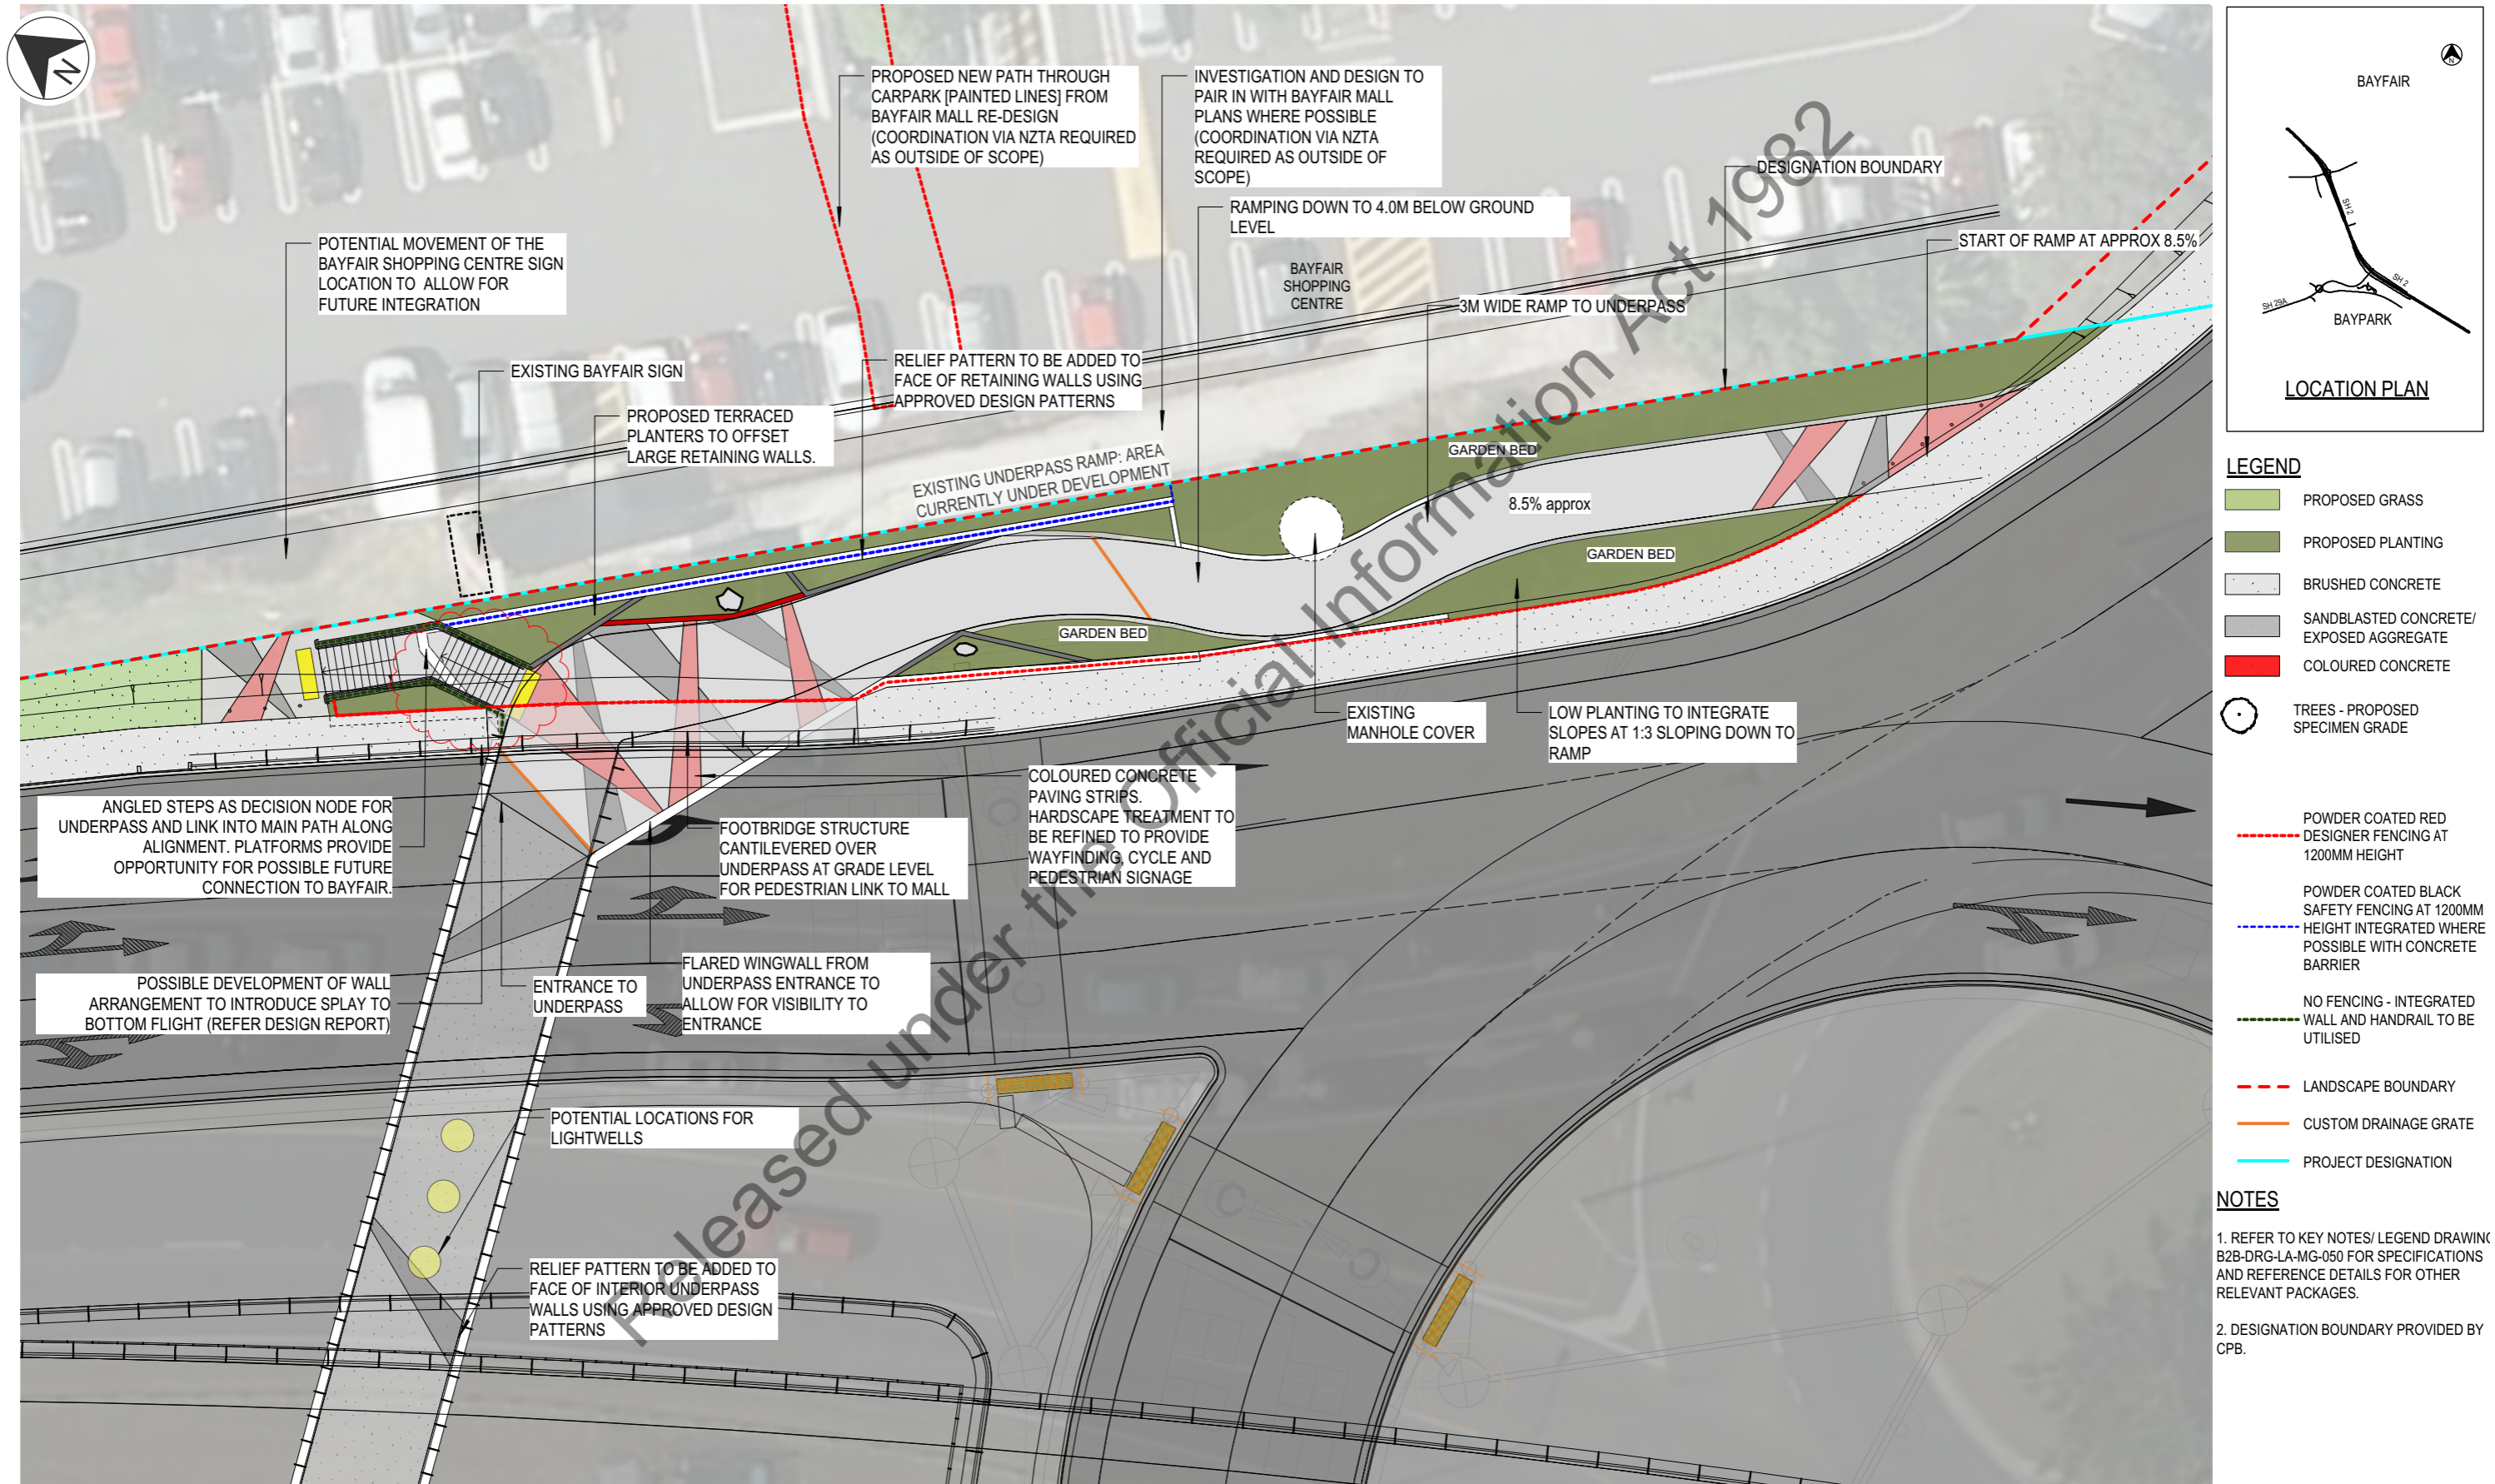 N
PROPOSED NEW PATH THROUGH
CARPARK [PAINTED LINES] FROM
BAYFAIR MALL RE-DESIGN
(COORDINATION VIA NZTA REQUIRED
AS OUTSIDE OF SCOPE)
INVESTIGATION AND DESIGN TO
PAIR IN WITH BAYFAIR MALL
PLANS WHERE POSSIBLE
(COORDINATION VIA NZTA
REQUIRED AS OUTSIDE OF
SCOPE)
DESIGNATION BOUNDARY
RAMPING DOWN TO 4.0M BELOW GROUND
LEVEL
START OF RAMP AT APPROX 8.5%
POTENTIAL MOVEMENT OF THE
BAYFAIR SHOPPING CENTRE SIGN
LOCATION TO ALLOW FOR
FUTURE INTEGRATION
BAYFAIR
SHOPPING
CENTRE
3M WIDE RAMP TO UNDERPASS
EXISTING BAYFAIR SIGN
RELIEF PATTERN TO BE ADDED TO
FACE OF RETAINING WALLS USING
APPROVED DESIGN PATTERNS
PROPOSED TERRACED
PLANTERS TO OFFSET
LARGE RETAINING WALLS.
EXISTING UNDERPASS RAMP: AREA
CURRENTLY UNDER DEVELOPMENT
GARDEN BED
8.5% approx
GARDEN BED
GARDEN BED
EXISTING
MANHOLE COVER
LOW PLANTING TO INTEGRATE
SLOPES AT 1:3 SLOPING DOWN TO
RAMP
COLOURED CONCRETE
PAVING STRIPS.
HARDSCAPE TREATMENT TO
BE REFINED TO PROVIDE
WAYFINDING, CYCLE AND
PEDESTRIAN SIGNAGE
ANGLED STEPS AS DECISION NODE FOR
UNDERPASS AND LINK INTO MAIN PATH ALONG
ALIGNMENT. PLATFORMS PROVIDE
OPPORTUNITY FOR POSSIBLE FUTURE
CONNECTION TO BAYFAIR.
FOOTBRIDGE STRUCTURE
CANTILEVERED OVER
UNDERPASS AT GRADE LEVEL
FOR PEDESTRIAN LINK TO MALL
POSSIBLE DEVELOPMENT OF WALL
ARRANGEMENT TO INTRODUCE SPLAY TO
BOTTOM FLIGHT (REFER DESIGN REPORT)
ENTRANCE TO
UNDERPASS
FLARED WINGWALL FROM
UNDERPASS ENTRANCE TO
ALLOW FOR VISIBILITY TO
ENTRANCE
POTENTIAL LOCATIONS FOR
LIGHTWELLS
RELIEF PATTERN TO BE ADDED TO
FACE OF INTERIOR UNDERPASS
WALLS USING APPROVED DESIGN
PATTERNS
Released under the Official Information Act 1982
N
BAYFAIR
SH 2
SH 2
SH 29A
BAYPARK
LOCATION PLAN
LEGEND
PROPOSED GRASS
PROPOSED PLANTING
BRUSHED CONCRETE
SANDBLASTED CONCRETE/
EXPOSED AGGREGATE
COLOURED CONCRETE
TREES - PROPOSED
SPECIMEN GRADE
POWDER COATED RED
DESIGNER FENCING AT
1200MM HEIGHT
POWDER COATED BLACK
SAFETY FENCING AT 1200MM
HEIGHT INTEGRATED WHERE
POSSIBLE WITH CONCRETE
BARRIER
NO FENCING - INTEGRATED
WALL AND HANDRAIL TO BE
UTILISED
LANDSCAPE BOUNDARY
CUSTOM DRAINAGE GRATE
PROJECT DESIGNATION
NOTES
1. REFER TO KEY NOTES/ LEGEND DRAWING
B2B-DRG-LA-MG-050 FOR SPECIFICATIONS
AND REFERENCE DETAILS FOR OTHER
RELEVANT PACKAGES.
2. DESIGNATION BOUNDARY PROVIDED BY
CPB.